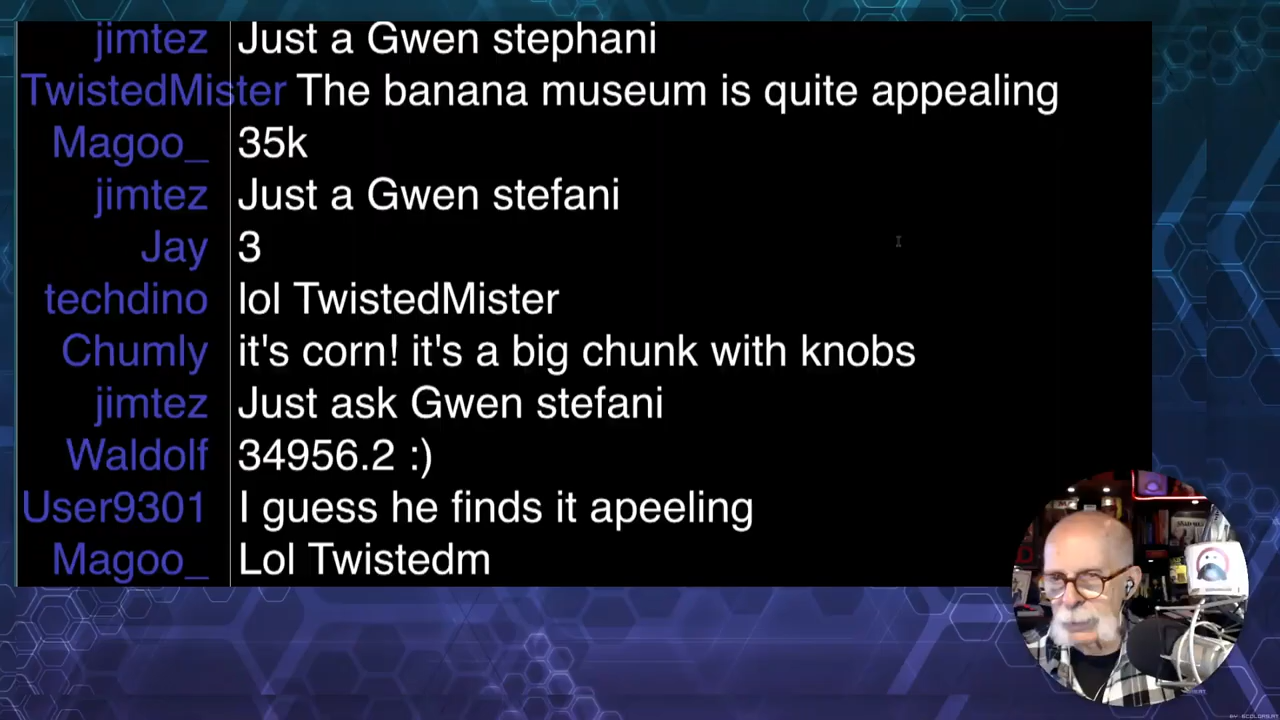 jimtez Just a Gwen stephani
TwistedMister The banana museum is quite appealing
Magoo_ 35k
jimtez Just a Gwen stefani
Jay 3
techdino lol TwistedMister
Chumly it's corn! it's a big chunk with knobs
jimtez Just ask Gwen stefani
Waldolf 34956.2 :)
User9301 I guess he finds it apeeling
Magoo_ Lol Twistedm